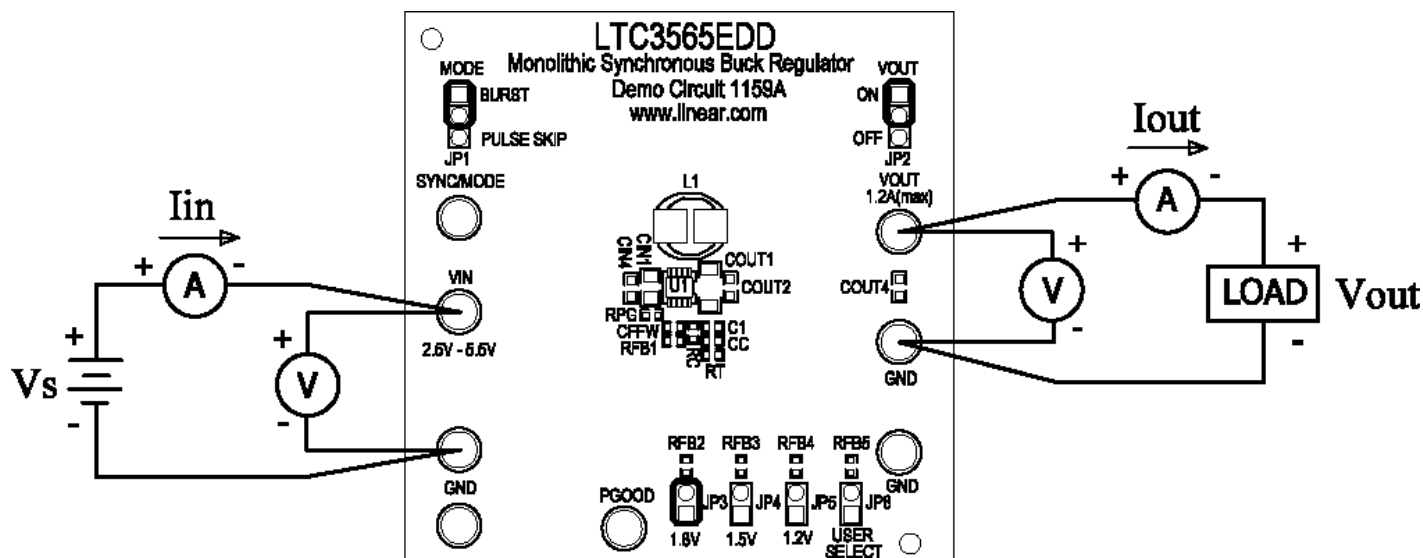 LTC3565EDD
Monolithic Synchronous Buck Regulator
Demo Circuit 1159A
www.linear.com
MODE
BURST
PULSE SKIP
JP1
SYNC/MODE
VOUT
ON
OFF
JP2
VOUT
1.2A(max)
Iout
+ A -
Iin
+ A -
L1
CIN4
CIN1
U1
COUT1
COUT2
COUT4
RPG
CFFW
RFB1
RC
C1
CC
RT
VIN
2.5V - 5.5V
+
V
-
+
Vs
-
GND
+
V
-
+
LOAD
-
Vout
GND
GND
RFB2
RFB3
RFB4
RFB5
PGOOD
JP3
JP4
JP5
JP6
1.8V
1.5V
1.2V
USER
SELECT